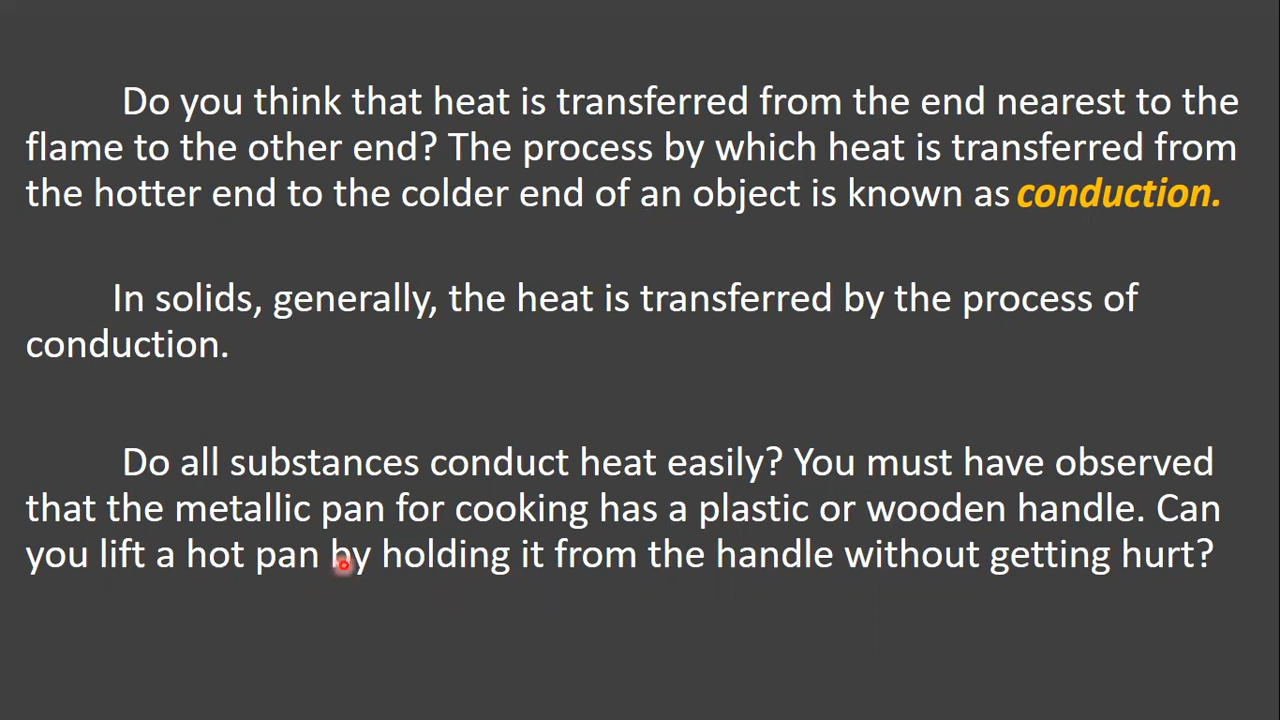 Do you think that heat is transferred from the end nearest to the
flame to the other end? The process by which heat is transferred from
the hotter end to the colder end of an object is known as conduction.
In solids, generally, the heat is transferred by the process of
conduction.
Do all substances conduct heat easily? You must have observed
that the metallic pan for cooking has a plastic or wooden handle. Can
you lift a hot pan by holding it from the handle without getting hurt?